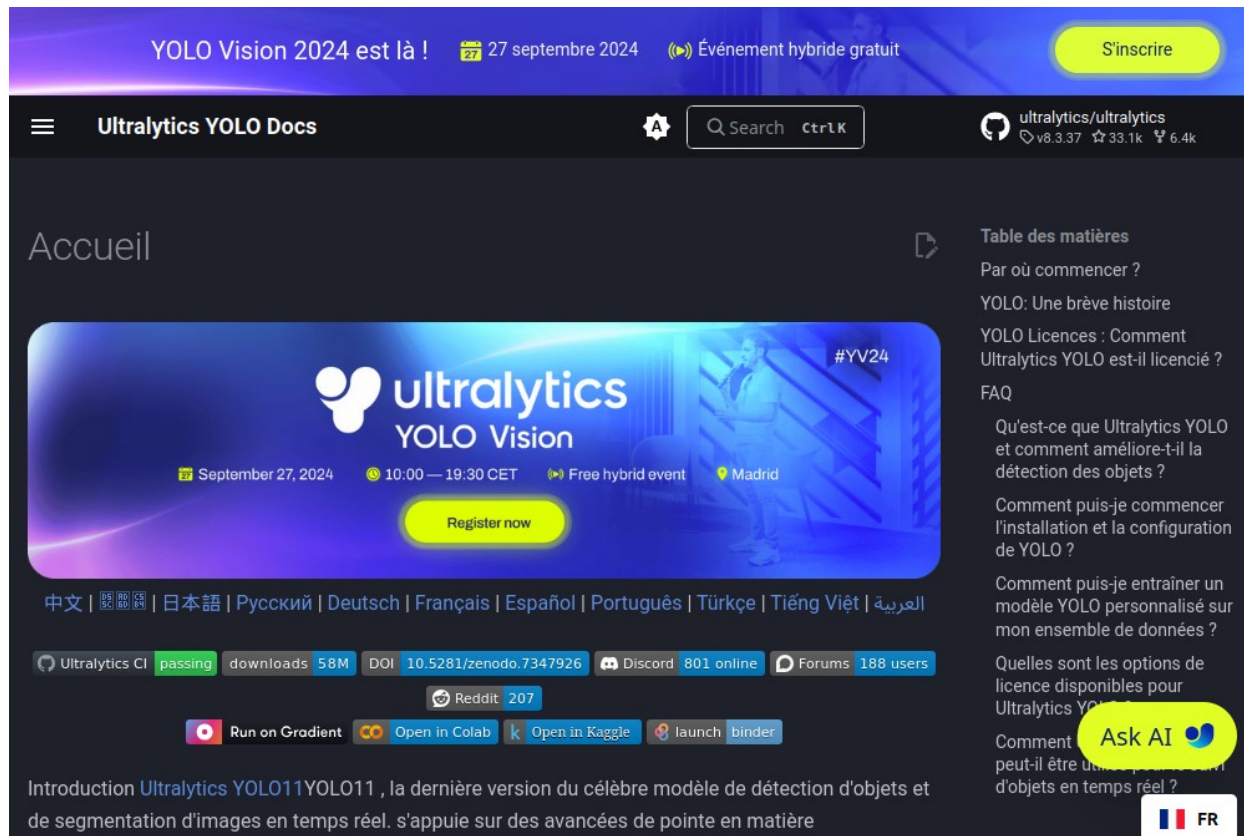 YOLO Vision 2024 est là !
27 septembre 2024
Événement hybride gratuit
S'inscrire
Ultralytics YOLO Docs
Search Ctrl K
ultralytics/ultralytics
v8.3.37 33.1k 6.4k
Accueil
#YV24
ultralytics
YOLO Vision
September 27, 2024
10:00 — 19:30 CET
Free hybrid event
Madrid
Register now
中文 | | 日本語 | Русский | Deutsch | Français | Español | Português | Türkçe | Tiếng Việt | العربية
Ultralytics CI passing
downloads 58M
DOI 10.5281/zenodo.7347926
Discord 801 online
Forums 188 users
Reddit 207
Run on Gradient
Open in Colab
Open in Kaggle
launch binder
Introduction Ultralytics YOLO11YOLO11 , la dernière version du célèbre modèle de détection d'objets et
de segmentation d'images en temps réel. s'appuie sur des avancées de pointe en matière
Table des matières
Par où commencer ?
YOLO: Une brève histoire
YOLO Licences : Comment
Ultralytics YOLO est-il licencié ?
FAQ
Qu'est-ce que Ultralytics YOLO
et comment améliore-t-il la
détection des objets ?
Comment puis-je commencer
l'installation et la configuration
de YOLO ?
Comment puis-je entraîner un
modèle YOLO personnalisé sur
mon ensemble de données ?
Quelles sont les options de
licence disponibles pour
Ultralytics
Comment
peut-il être
d'objets en temps réel ?
Ask AI
FR